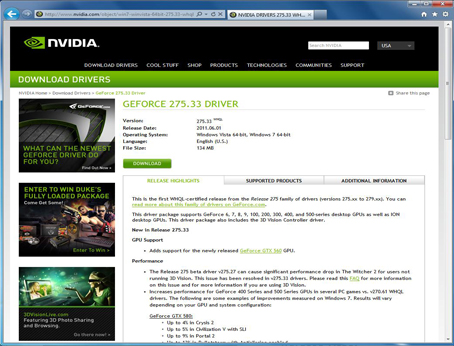 http://www.nvidia.com/object/win7-winvista-64bit-275.33-whql
NVIDIA DRIVERS 275.33 WH...
NVIDIA.
Search NVIDIA
USA
DOWNLOAD DRIVERS COOL STUFF SHOP PRODUCTS TECHNOLOGIES COMMUNITIES SUPPORT
DOWNLOAD DRIVERS
NVIDIA Home > Download Drivers > GeForce 275.33 Driver
Share this page
GEFORCE.COM
WHAT CAN THE NEWEST
GEFORCE DRIVER DO
FOR YOU?
Find Out Now >
ENTER TO WIN DUKE'S
FULLY LOADED PACKAGE
Come Get Some!
Enter To Win >
3DVisionLive.com
Featuring 3D Photo Sharing
and Browsing.
Go there now! >
GEFORCE 275.33 DRIVER
Version: 275.33 WHQL
Release Date: 2011.06.01
Operating System: Windows Vista 64-bit, Windows 7 64-bit
Language: English (U.S.)
File Size: 134 MB
DOWNLOAD
RELEASE HIGHLIGHTS SUPPORTED PRODUCTS ADDITIONAL INFORMATION
This is the first WHQL-certified release from the Release 275 family of drivers (versions 275.xx to 279.xx). You can
read more about this family of drivers on GeForce.com.
This driver package supports GeForce 6, 7, 8, 9, 100, 200, 300, 400, and 500-series desktop GPUs as well as ION
desktop GPUs. This driver package also includes the 3D Vision Controller driver.
New in Release 275.33
GPU Support
• Adds support for the newly released GeForce GTX 560 GPU.
Performance
• The Release 275 beta driver v275.27 can cause significant performance drop in The Witcher 2 for users not
running 3D Vision. This issue has been resolved in v275.33 drivers. Please read this FAQ for more information
on this issue and for more information if you are using 3D Vision.
• Increases performance for GeForce 400 Series and 500 Series GPUs in several PC games vs. v270.61 WHQL
drivers. The following are some examples of improvements measured on Windows 7. Results will vary
depending on your GPU and system configuration:
GeForce GTX 580:
• Up to 4% in Crysis 2
• Up to 5% in Civilization V with SLI
• Up to 9% in Portal 2